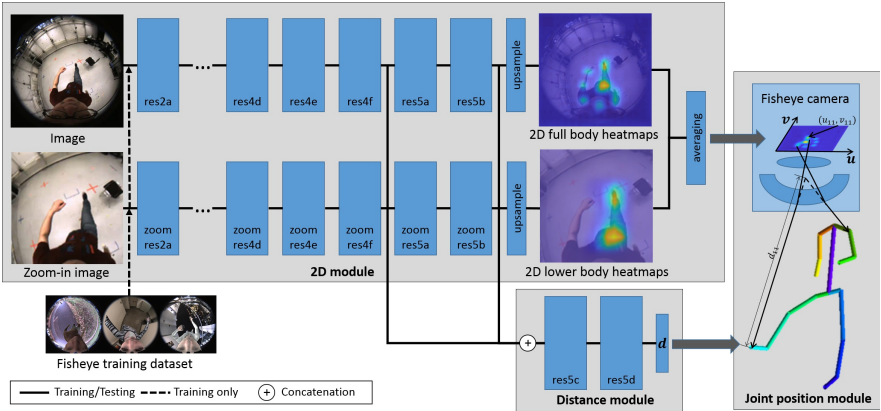 Image
res2a
...
res4d
res4e
res4f
res5a
res5b
upsample
2D full body heatmaps
averaging
Zoom-in image
zoom
res2a
...
zoom
res4d
zoom
res4e
zoom
res4f
zoom
res5a
zoom
res5b
upsample
2D lower body heatmaps
2D module
Fisheye training dataset
Training/Testing
Training only
+ Concatenation
+
res5c
res5d
d
Distance module
Fisheye camera
v
(u₁₁, v₁₁)
u
d₁₁
Joint position module